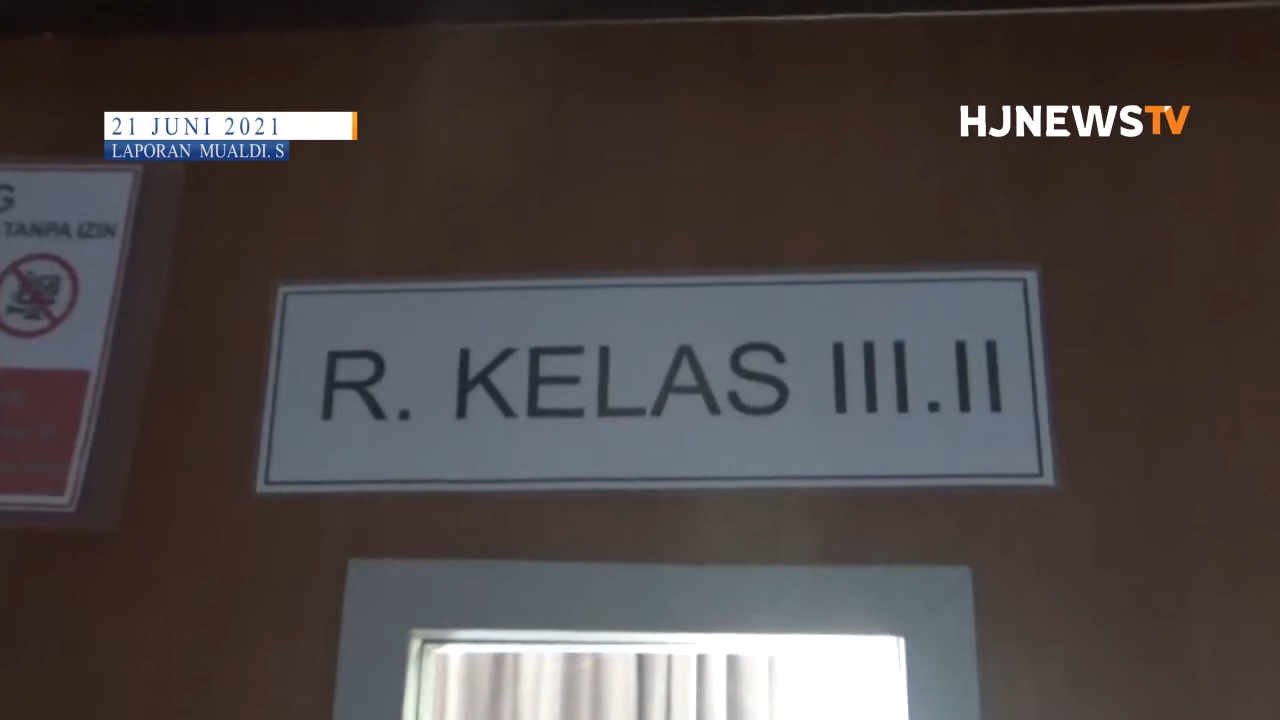 21 JUNI 2021
LAPORAN MUALDI. S
HJNEWSTV
G
TANPA IZIN
R. KELAS III.II